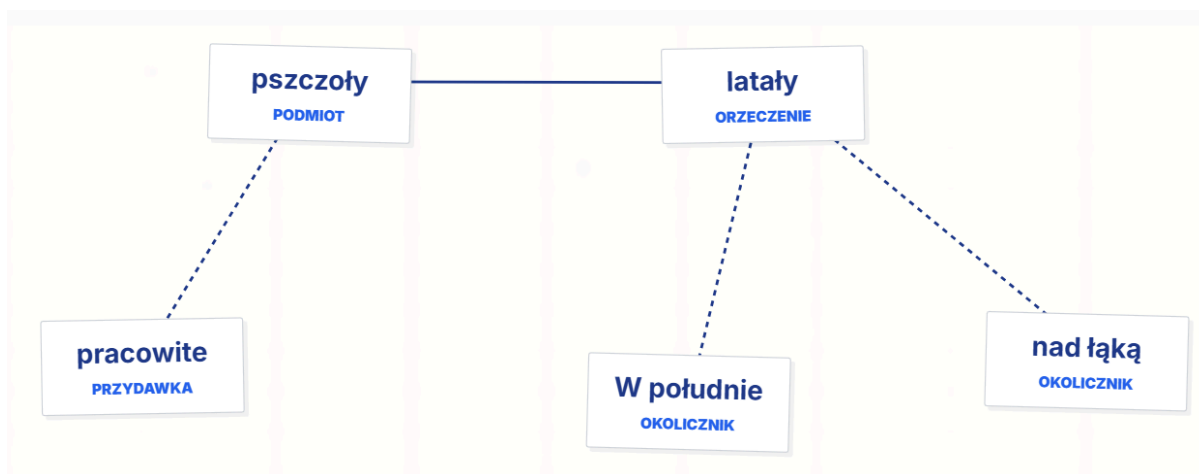 pszczoły
PODMIOT
latały
ORZECZENIE
pracowite
PRZYDAWKA
W południe
OKOLICZNIK
nad łąką
OKOLICZNIK